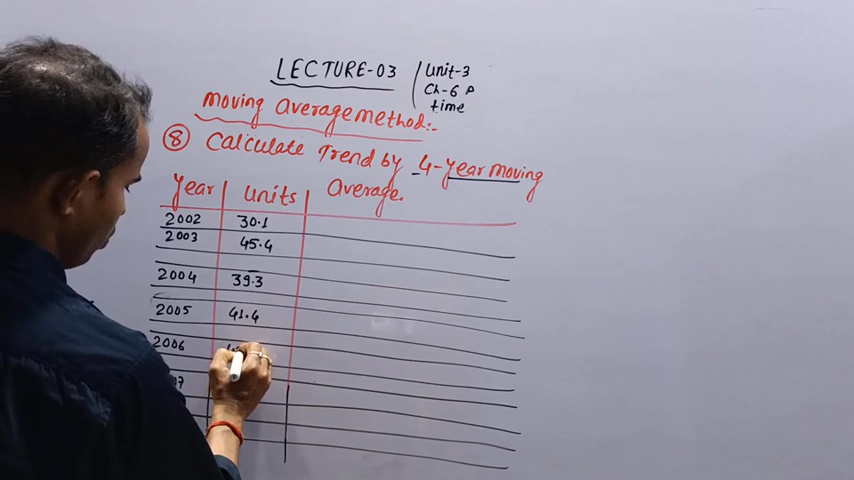 LECTURE-03
Unit-3
Ch-6 A
time
Moving Average method:-
8 Calculate Trend by 4-year moving
Average.
Year Units
2002 30.1
2003 45.4
2004 39.3
2005 41.4
2006